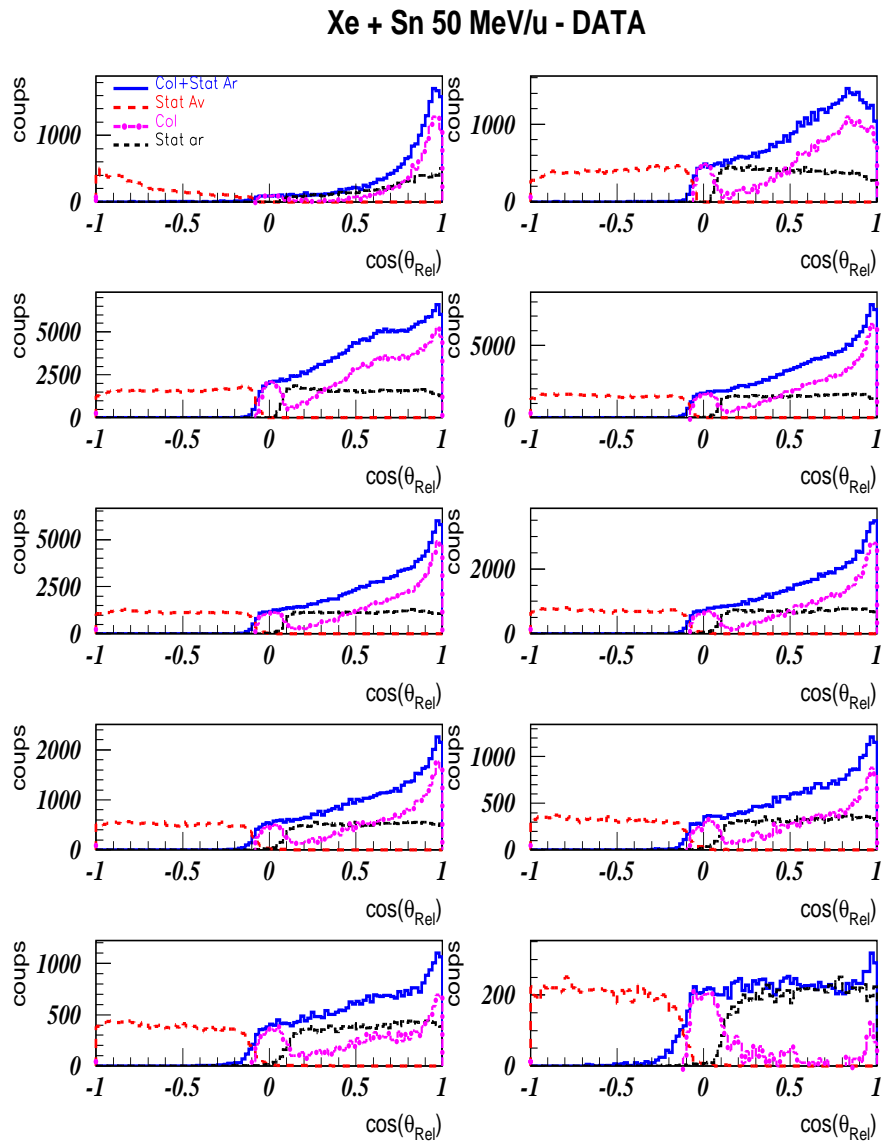 Xe + Sn 50 MeV/u - DATA
coups
1000
0
Col+Stat Ar
Stat Av
Col
Stat ar
-1 -0.5 0 0.5 1
cos(θRel)
coups
1000
0
-1 -0.5 0 0.5 1
cos(θRel)
coups
5000
2500
0
-1 -0.5 0 0.5 1
cos(θRel)
coups
5000
0
-1 -0.5 0 0.5 1
cos(θRel)
coups
5000
2500
0
-1 -0.5 0 0.5 1
cos(θRel)
coups
2000
0
-1 -0.5 0 0.5 1
cos(θRel)
coups
2000
1000
0
-1 -0.5 0 0.5 1
cos(θRel)
coups
1000
500
0
-1 -0.5 0 0.5 1
cos(θRel)
coups
1000
500
0
-1 -0.5 0 0.5 1
cos(θRel)
coups
200
0
-1 -0.5 0 0.5 1
cos(θRel)